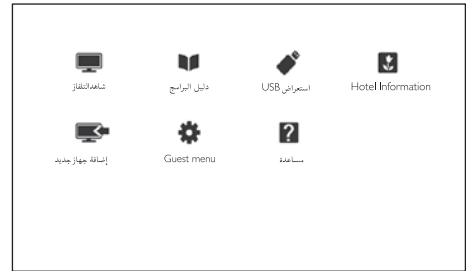 شاهدالتلفاز
دليل البرامج
استعراض USB
Hotel Information
إضافة جهاز جديد
Guest menu
مساعدة